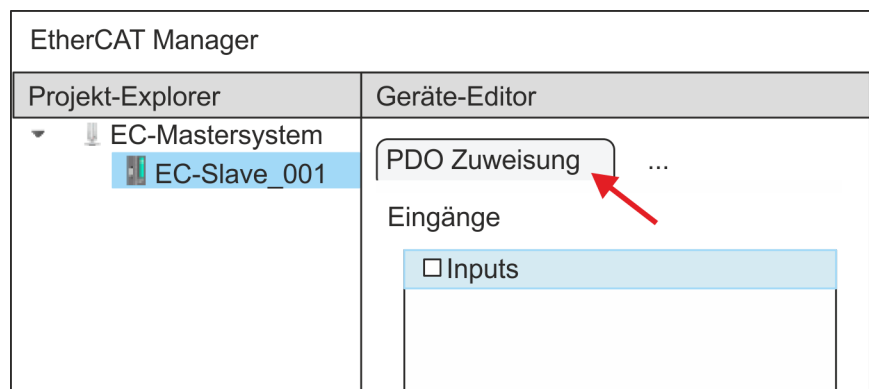 EtherCAT Manager
Projekt-Explorer
Geräte-Editor
EC-Mastersystem
EC-Slave_001
PDO Zuweisung
...
Eingänge
Inputs